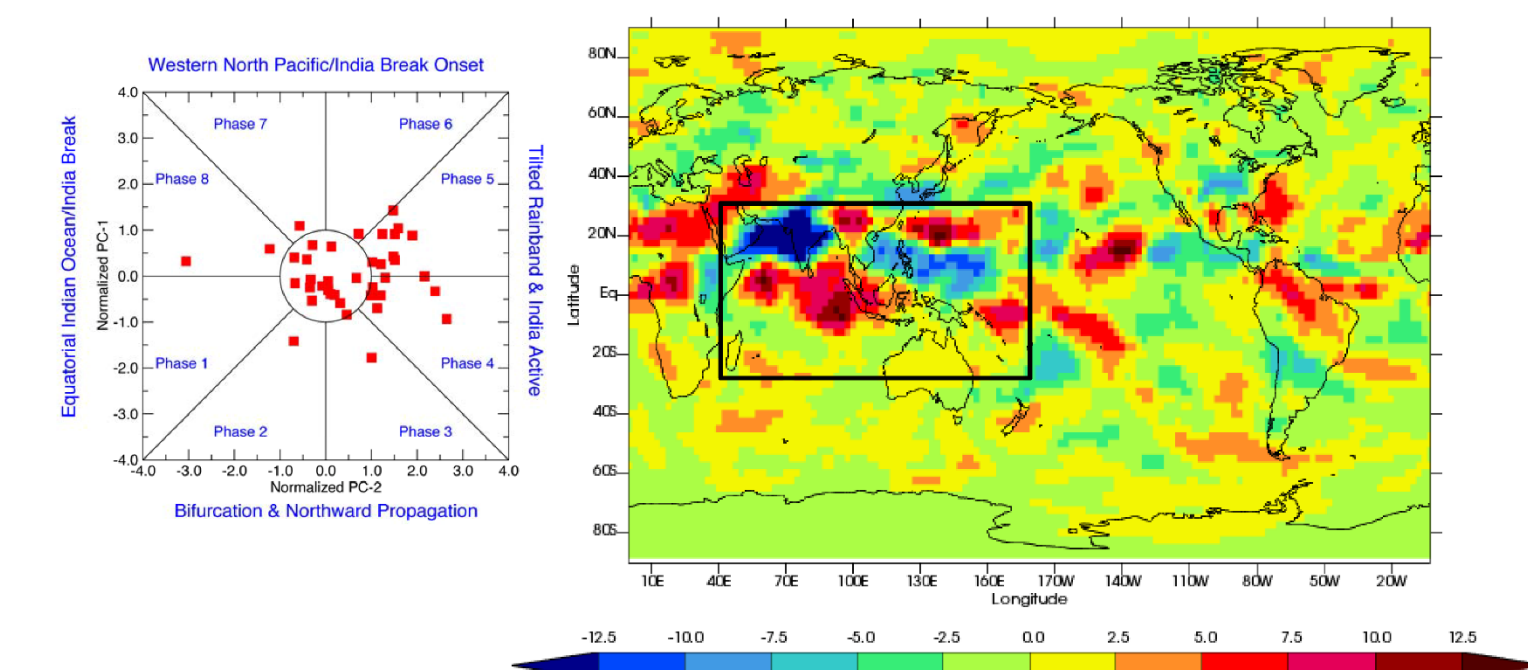 Western North Pacific/India Break Onset
Equatorial Indian Ocean/India Break
Tilted Rainband & India Active
Bifurcation & Northward Propagation
Normalized PC-1
4.0
3.0
2.0
1.0
0.0
-1.0
-2.0
-3.0
-4.0
Phase 7
Phase 6
Phase 8
Phase 5
Phase 1
Phase 4
Phase 2
Phase 3
-4.0 -3.0 -2.0 -1.0 0.0 1.0 2.0 3.0 4.0
Normalized PC-2
Latitude
80N
60N
40N
20N
Eq
20S
40S
60S
80S
10E 40E 70E 100E 130E 160E 170W 140W 110W 80W 50W 20W
Longitude
-12.5 -10.0 -7.5 -5.0 -2.5 0.0 2.5 5.0 7.5 10.0 12.5